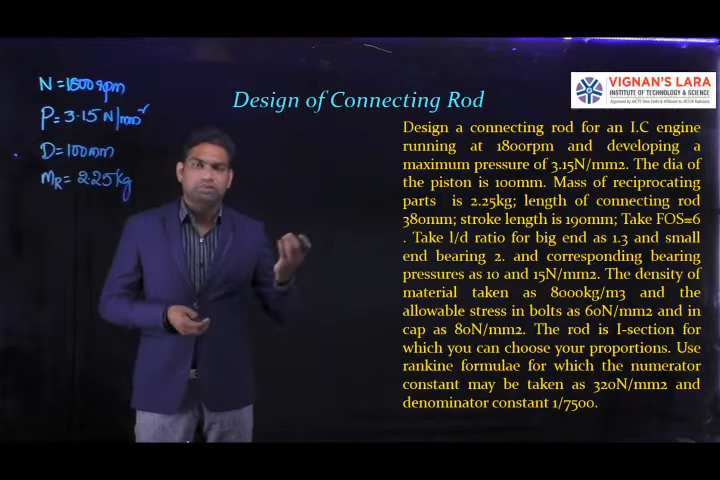 N = 1800 rpm
P = 3.15 N/mm²
D = 100 mm
MR = 2.25 kg
Design of Connecting Rod
VIGNAN'S LARA
INSTITUTE OF TECHNOLOGY & SCIENCE
Design a connecting rod for an I.C engine
running at 1800rpm and developing a
maximum pressure of 3.15N/mm2. The dia of
the piston is 100mm. Mass of reciprocating
parts is 2.25kg; length of connecting rod
380mm; stroke length is 190mm; Take FOS=6
. Take l/d ratio for big end as 1.3 and small
end bearing 2. and corresponding bearing
pressures as 10 and 15N/mm2. The density of
material taken as 8000kg/m3 and the
allowable stress in bolts as 60N/mm2 and in
cap as 80N/mm2. The rod is I-section for
which you can choose your proportions. Use
rankine formulae for which the numerator
constant may be taken as 320N/mm2 and
denominator constant 1/7500.